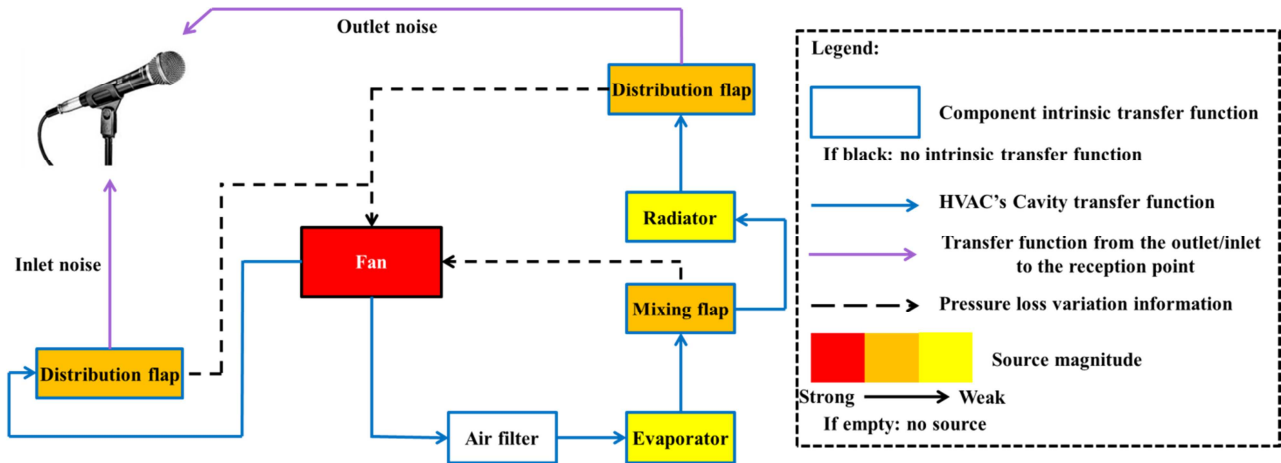 Outlet noise
Distribution flap
Radiator
Inlet noise
Fan
Mixing flap
Distribution flap
Air filter
Evaporator
Legend:
Component intrinsic transfer function
If black: no intrinsic transfer function
HVAC's Cavity transfer function
Transfer function from the outlet/inlet
to the reception point
Pressure loss variation information
Source magnitude
Strong Weak
If empty: no source